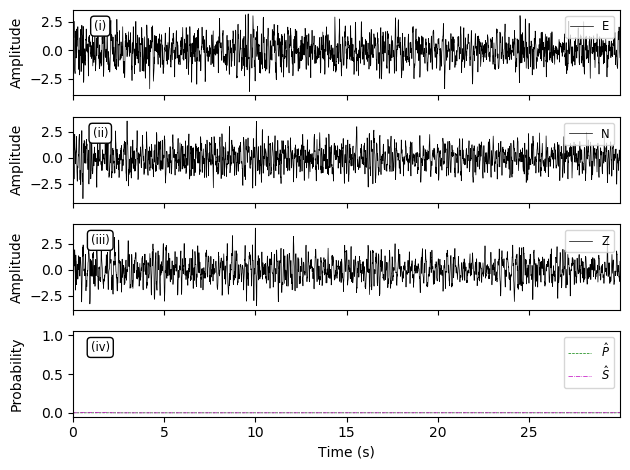 Amplitude
2.5
0.0
−2.5
(i)
E
Amplitude
2.5
0.0
−2.5
(ii)
N
Amplitude
2.5
0.0
−2.5
(iii)
Z
Probability
1.0
0.5
0.0
(iv)
P̂
Ŝ
0 5 10 15 20 25
Time (s)